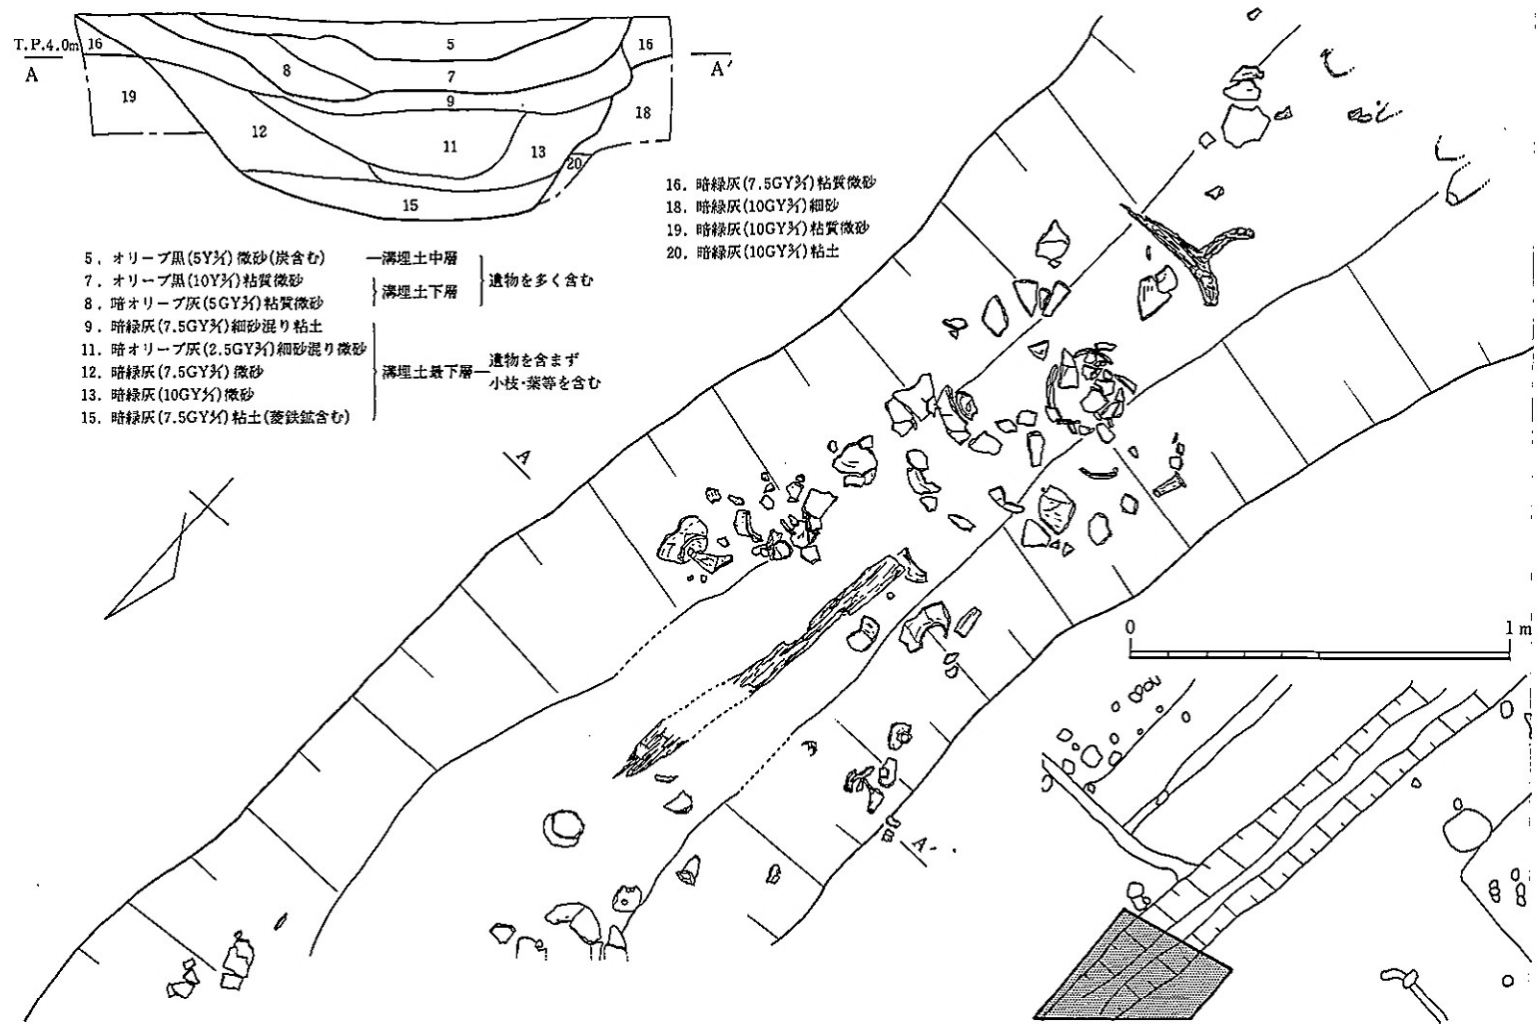 T.P.4.0m
A
A′
16
5
16
8
7
19
9
18
12
11
13
20
15
16. 暗緑灰(7.5GY3/1)粘質微砂
18. 暗緑灰(10GY3/1)細砂
19. 暗緑灰(10GY3/1)粘質微砂
20. 暗緑灰(10GY3/1)粘土
5. オリーブ黒(5Y3/1)微砂(炭含む)
7. オリーブ黒(10Y3/1)粘質微砂
8. 暗オリーブ灰(5GY3/1)粘質微砂
9. 暗緑灰(7.5GY3/1)細砂混り粘土
11. 暗オリーブ灰(2.5GY3/1)細砂混り微砂
12. 暗緑灰(7.5GY3/1)微砂
13. 暗緑灰(10GY)微砂
15. 暗緑灰(7.5GY)粘土(菱鉄鉱含む)
溝埋土中層
溝埋土下層
遺物を多く含む
溝埋土最下層
遺物を含まず
小枝・葉等を含む
A
A′
0
1m